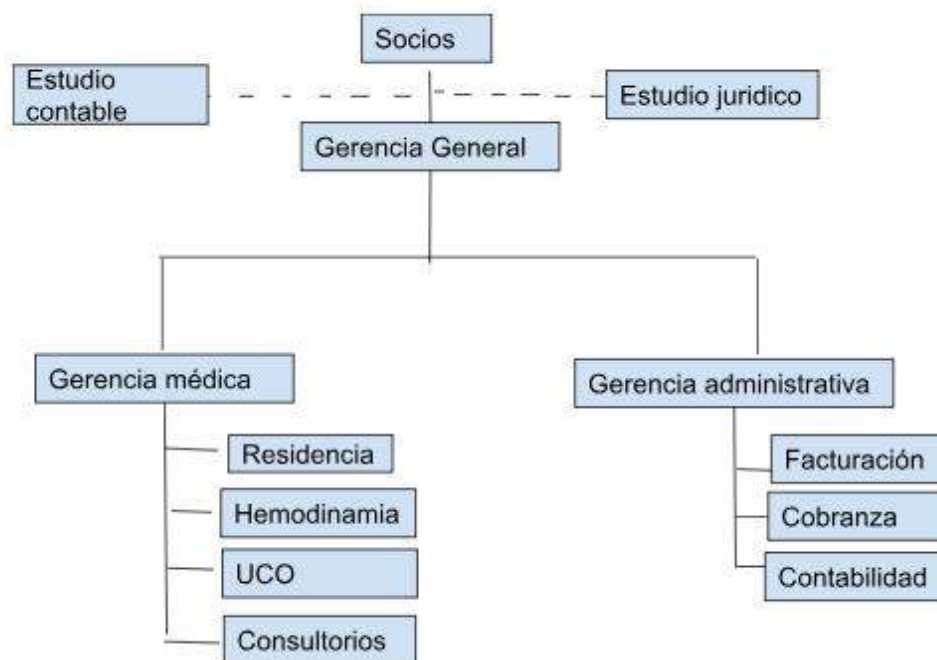 Socios
Estudio
contable
Estudio juridico
Gerencia General
Gerencia médica
Gerencia administrativa
Residencia
Hemodinamia
UCO
Consultorios
Facturación
Cobranza
Contabilidad